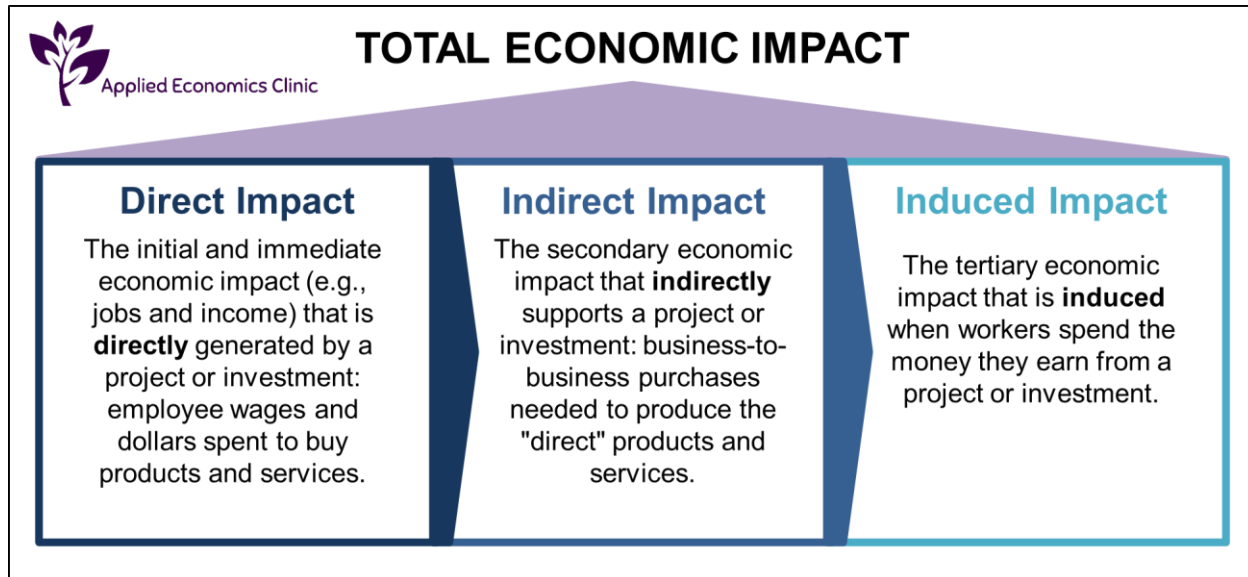 TOTAL ECONOMIC IMPACT
Applied Economics Clinic
Direct Impact
The initial and immediate
economic impact (e.g.,
jobs and income) that is
directly generated by a
project or investment:
employee wages and
dollars spent to buy
products and services.
Indirect Impact
The secondary economic
impact that indirectly
supports a project or
investment: business-to-
business purchases
needed to produce the
"direct" products and
services.
Induced Impact
The tertiary economic
impact that is induced
when workers spend the
money they earn from a
project or investment.